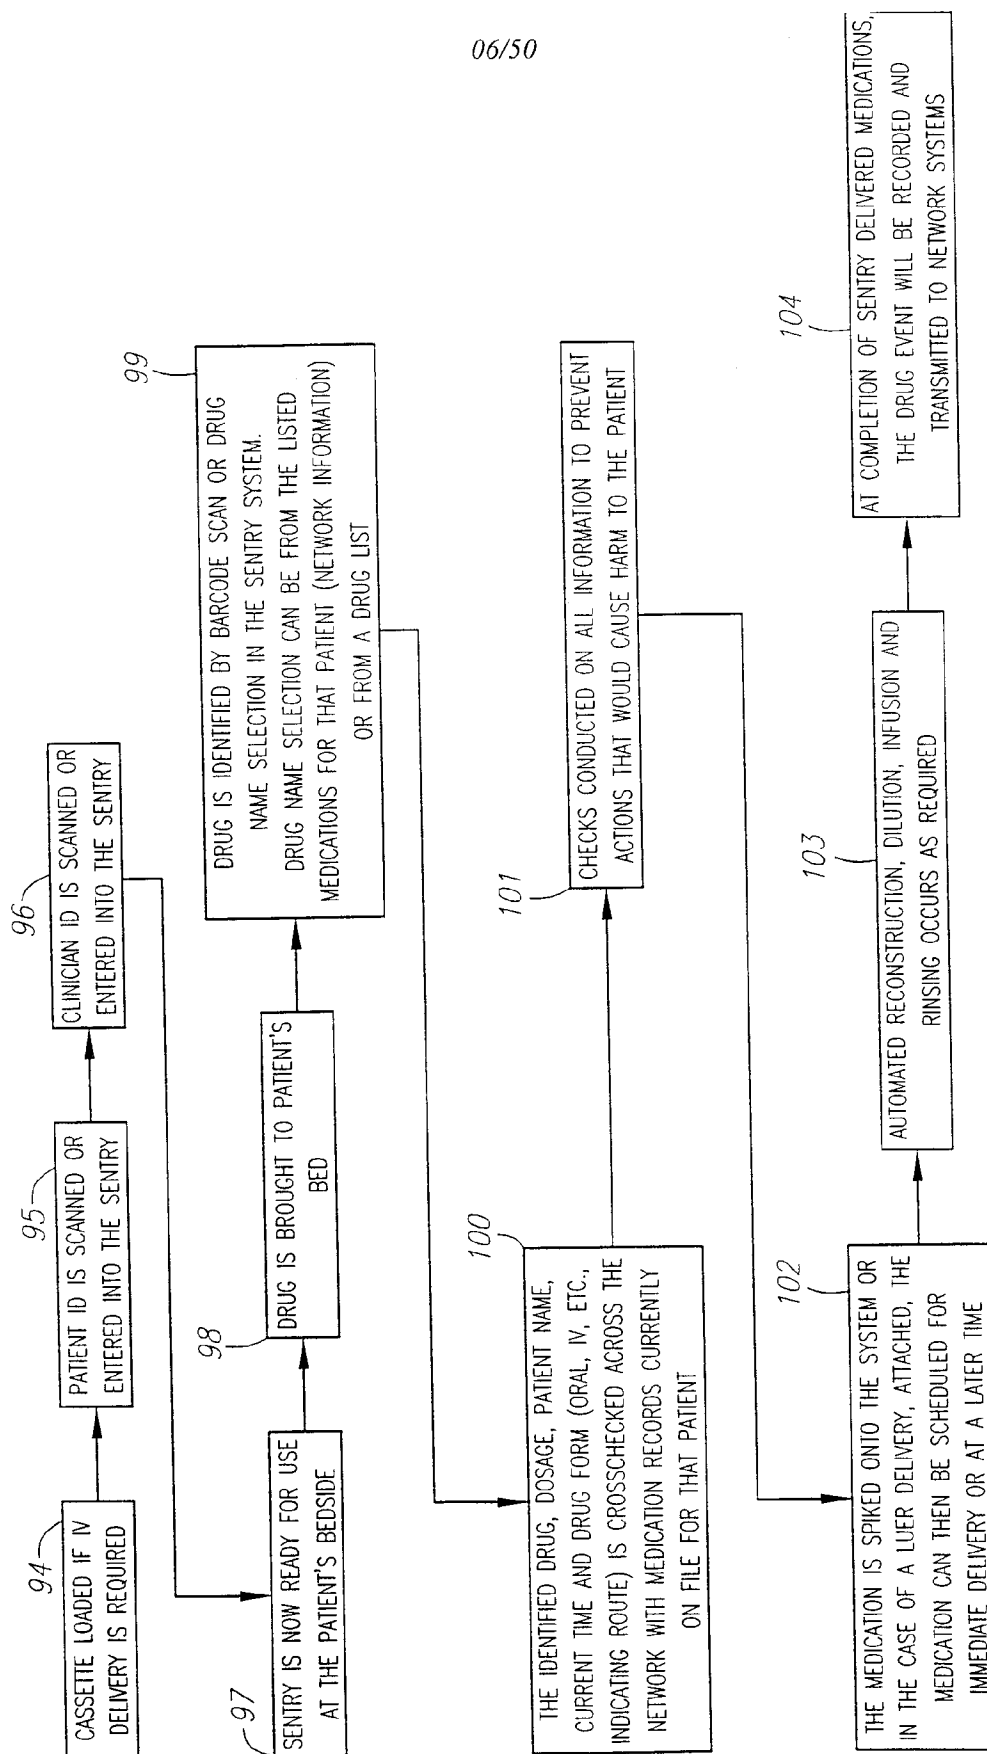 06/50
94
CASSETTE LOADED IF IV
DELIVERY IS REQUIRED
95
PATIENT ID IS SCANNED OR
ENTERED INTO THE SENTRY
96
CLINICIAN ID IS SCANNED OR
ENTERED INTO THE SENTRY
97
SENTRY IS NOW READY FOR USE
AT THE PATIENT'S BEDSIDE
98
DRUG IS BROUGHT TO PATIENT'S
BED
99
DRUG IS IDENTIFIED BY BARCODE SCAN OR DRUG
NAME SELECTION IN THE SENTRY SYSTEM.
DRUG NAME SELECTION CAN BE FROM THE LISTED
MEDICATIONS FOR THAT PATIENT (NETWORK INFORMATION)
OR FROM A DRUG LIST
100
THE IDENTIFIED DRUG, DOSAGE, PATIENT NAME,
CURRENT TIME AND DRUG FORM (ORAL, IV, ETC.,
INDICATING ROUTE) IS CROSSCHECKED ACROSS THE
NETWORK WITH MEDICATION RECORDS CURRENTLY
ON FILE FOR THAT PATIENT
101
CHECKS CONDUCTED ON ALL INFORMATION TO PREVENT
ACTIONS THAT WOULD CAUSE HARM TO THE PATIENT
102
THE MEDICATION IS SPIKED ONTO THE SYSTEM OR
IN THE CASE OF A LUER DELIVERY, ATTACHED, THE
MEDICATION CAN THEN BE SCHEDULED FOR
IMMEDIATE DELIVERY OR AT A LATER TIME
103
AUTOMATED RECONSTRUCTION, DILUTION, INFUSION AND
RINSING OCCURS AS REQUIRED
104
AT COMPLETION OF SENTRY DELIVERED MEDICATIONS,
THE DRUG EVENT WILL BE RECORDED AND
TRANSMITTED TO NETWORK SYSTEMS